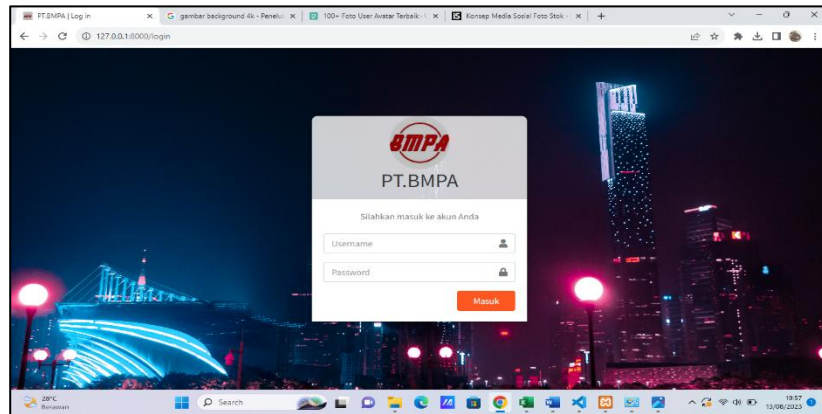 PT.BMPA | Log in
gambar background 4k - Penelu
100+ Foto User Avatar Terbaik ·
Konsep Media Sosial Foto Stok -
127.0.0.1:8000/login
BMPA
PT.BMPA
Silahkan masuk ke akun Anda
Username
Password
Masuk
28°C
Berawan
Search
19:57
13/08/2023